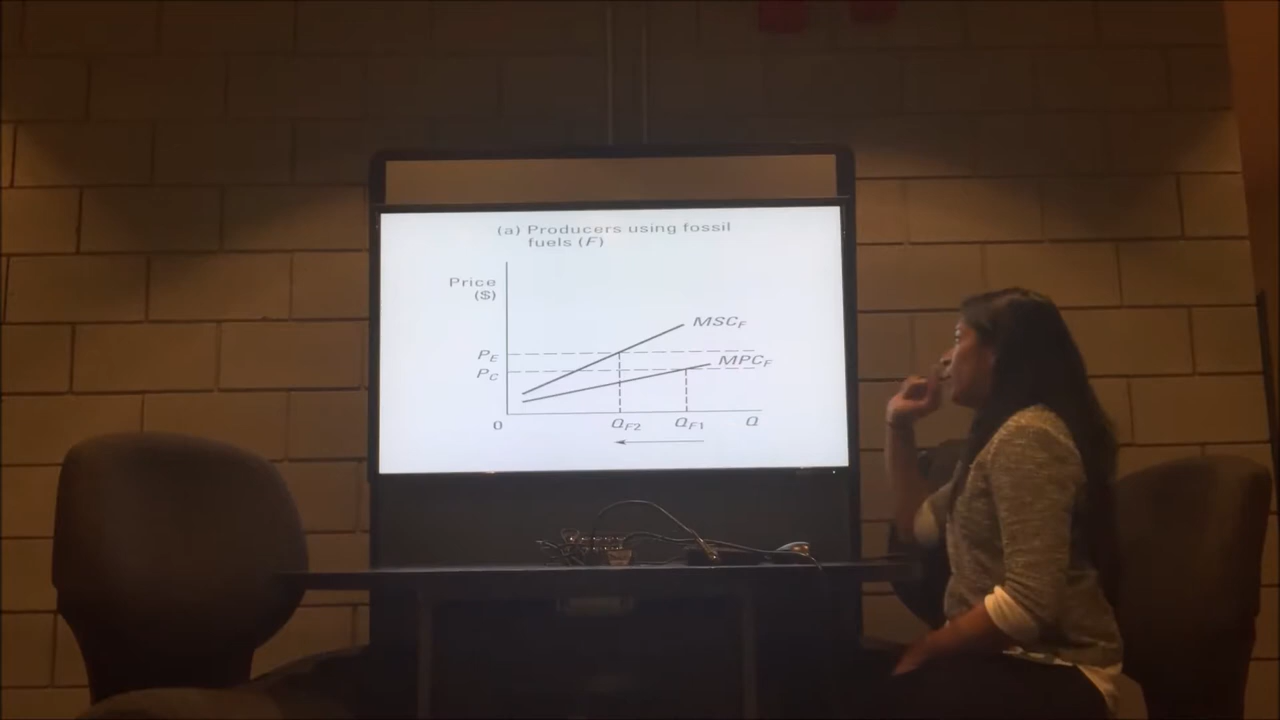 (a) Producers using fossil
fuels (F)
Price
($)
MSC_F
P_E
MPC_F
P_C
0
Q_F2
Q_F1
Q